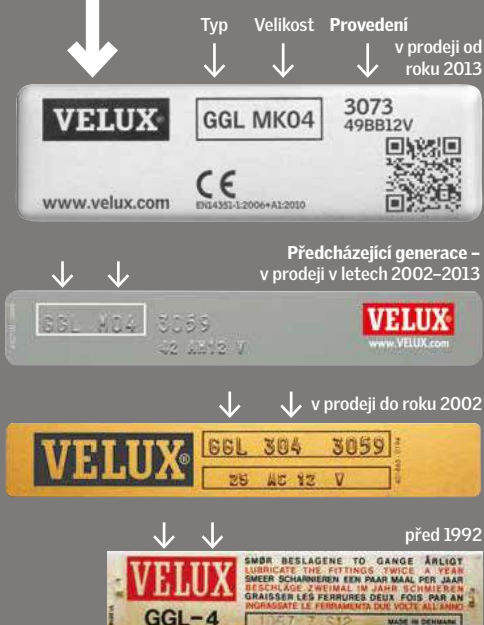 Typ Velikost Provedení
v prodeji od
roku 2013
VELUX
GGL MK04
3073
49BB12V
www.velux.com
CE
EN14351-1:2006+A1:2010
Předcházející generace –
v prodeji v letech 2002–2013
GGL M04 3059
42 AH12 V
VELUX
www.VELUX.com
v prodeji do roku 2002
VELUX®
GGL 304 3059
25 AC 12 V
před 1992
VELUX
GGL-4
SMØR BESLAGENE TO GANGE ÅRLIGT
LUBRICATE THE FITTINGS TWICE A YEAR
SMEER SCHARNIEREN EEN PAAR MAAL PER JAAR
BESCHLÄGE ZWEIMAL IM JAHR SCHMIEREN
GRAISSER LES FERRURES DEUX FOIS PAR AN
INGRASSATE LE FERRAMENTA DUE VOLTE ALL'ANNO
MADE IN DENMARK